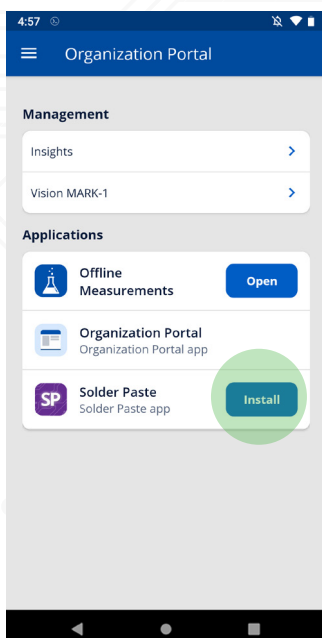 4:57
Organization Portal
Management
Insights
Vision MARK-1
Applications
Offline
Measurements
Open
Organization Portal
Organization Portal app
SP
Solder Paste
Solder Paste app
Install